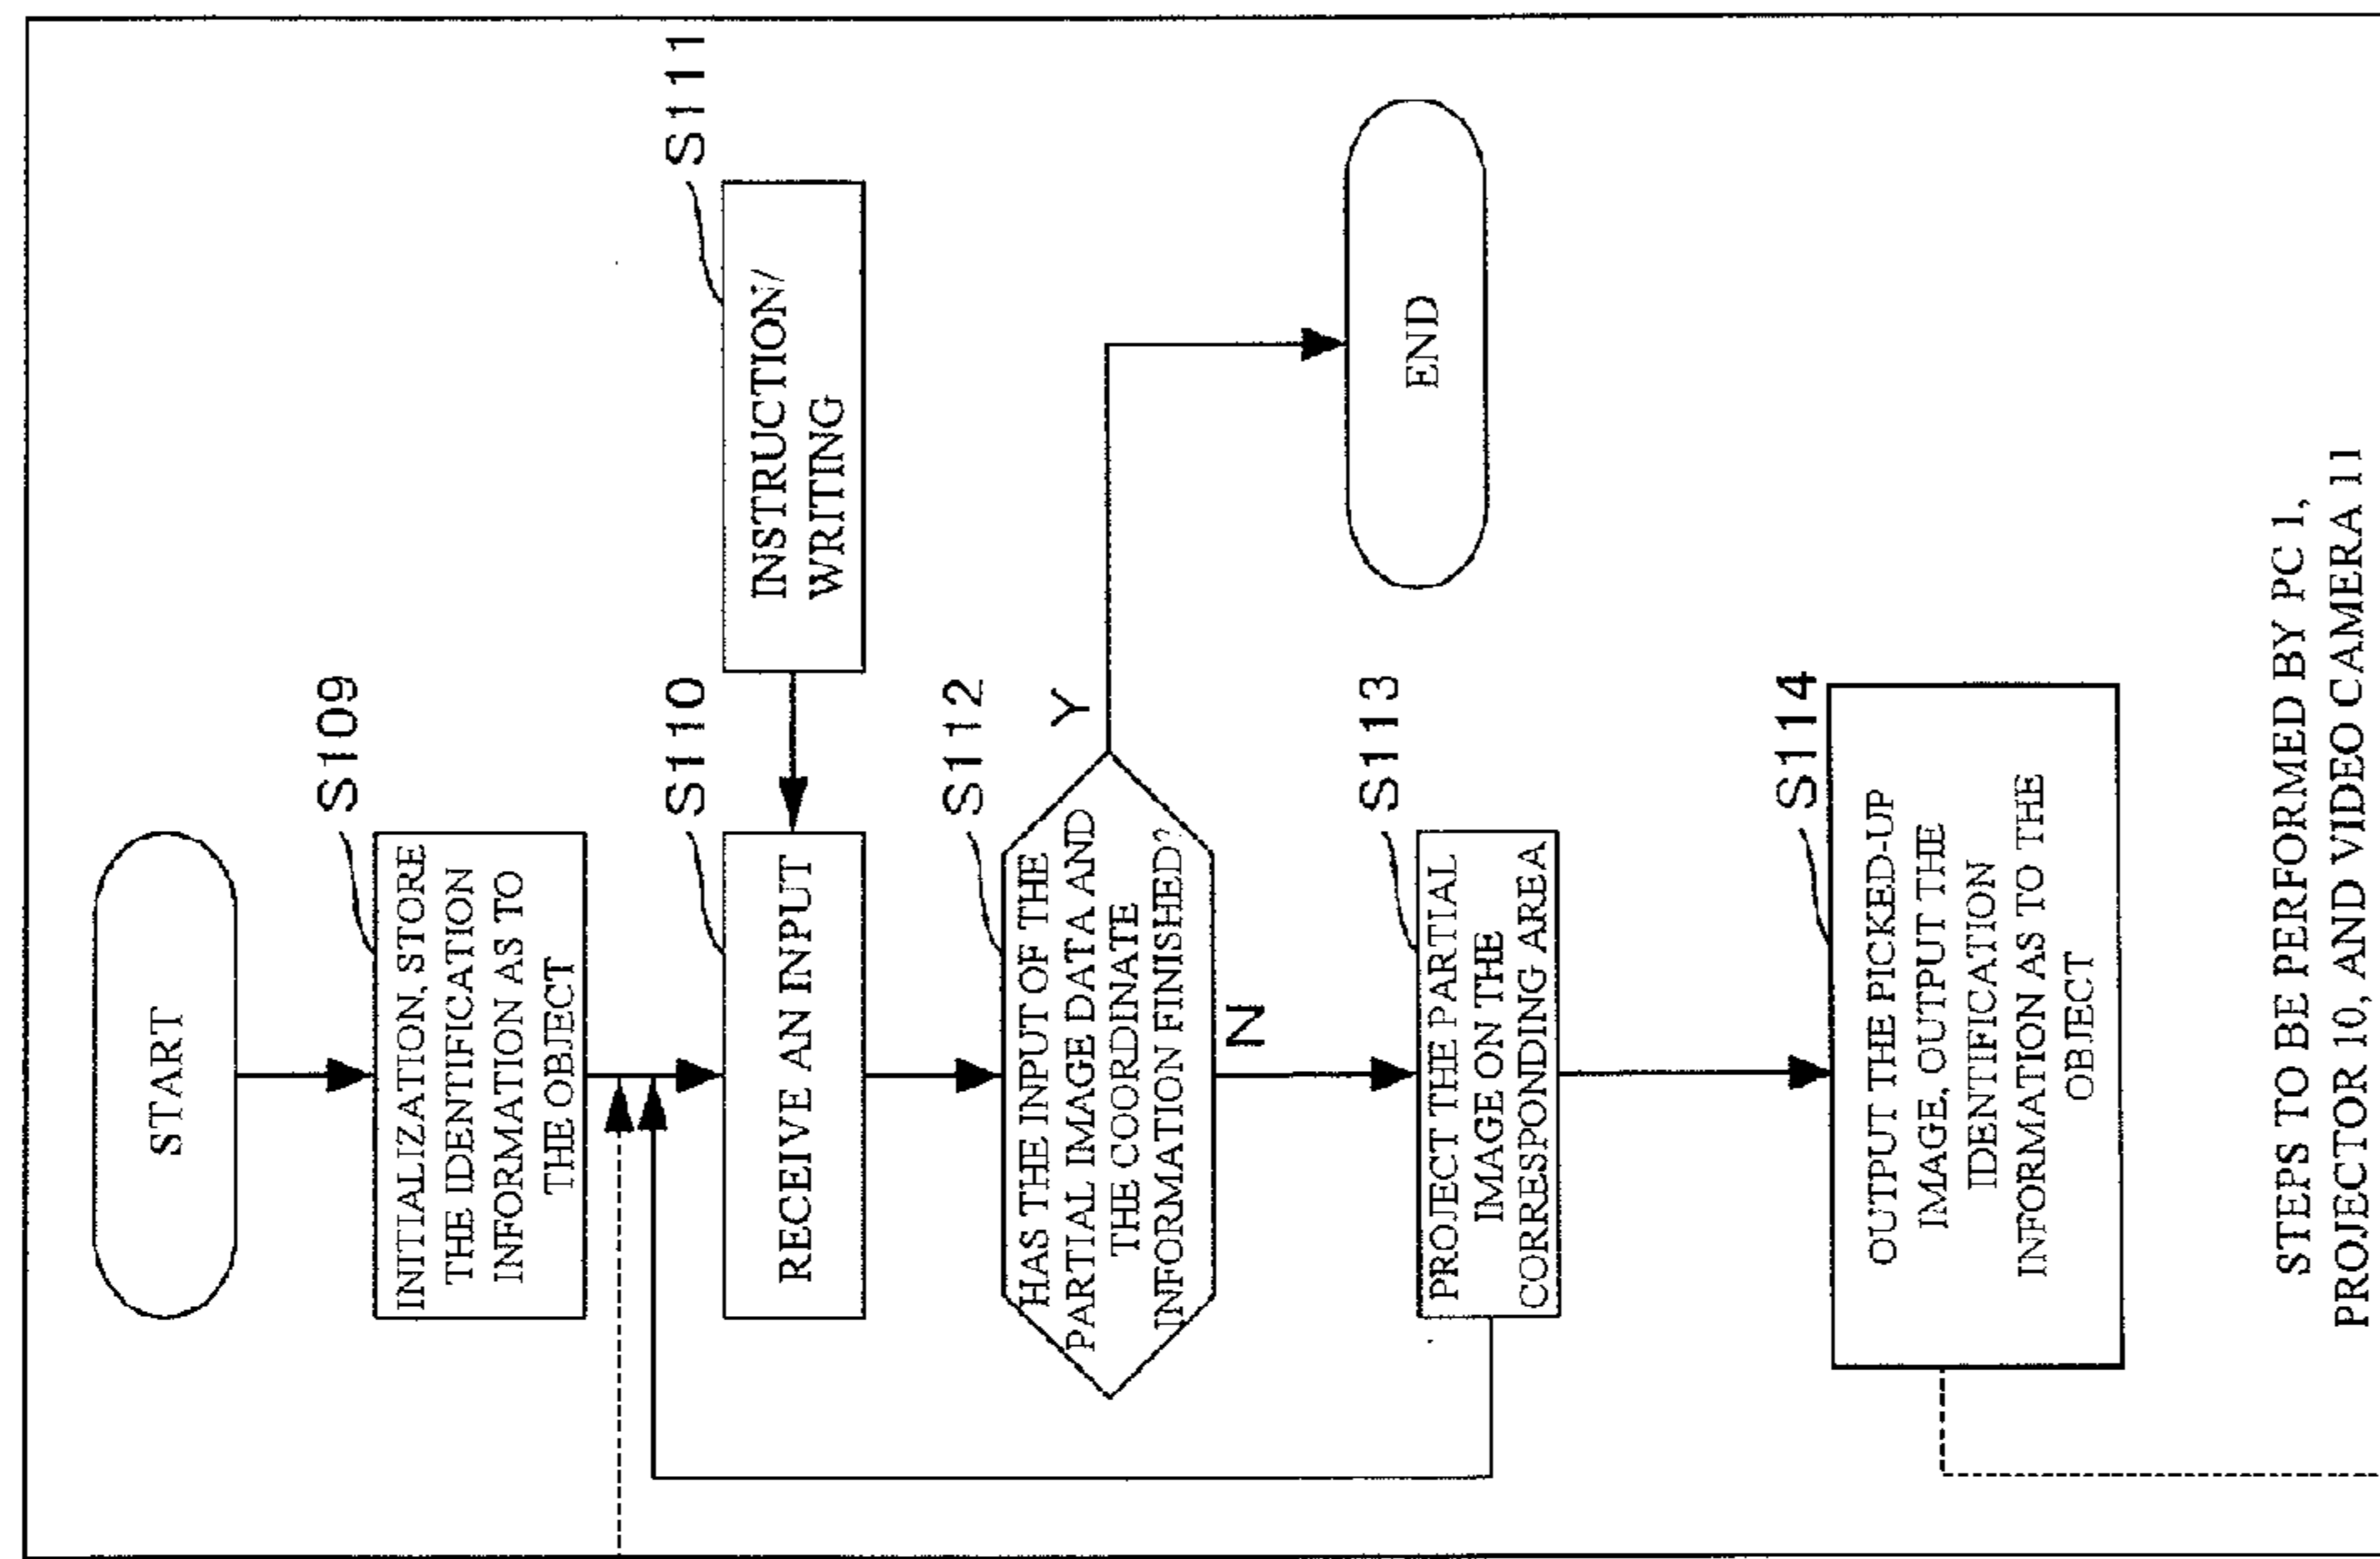 START
S109
INITIALIZATION, STORE
THE IDENTIFICATION
INFORMATION AS TO
THE OBJECT
S110
RECEIVE AN INPUT
S111
INSTRUCTION/
WRITING
S112
HAS THE INPUT OF THE
PARTIAL IMAGE DATA AND
THE COORDINATE
INFORMATION FINISHED?
Y
N
END
S113
PROJECT THE PARTIAL
IMAGE ON THE
CORRESPONDING AREA
S114
OUTPUT THE PICKED-UP
IMAGE, OUTPUT THE
IDENTIFICATION
INFORMATION AS TO THE
OBJECT
STEPS TO BE PERFORMED BY PC 1,
PROJECTOR 10, AND VIDEO CAMERA 11